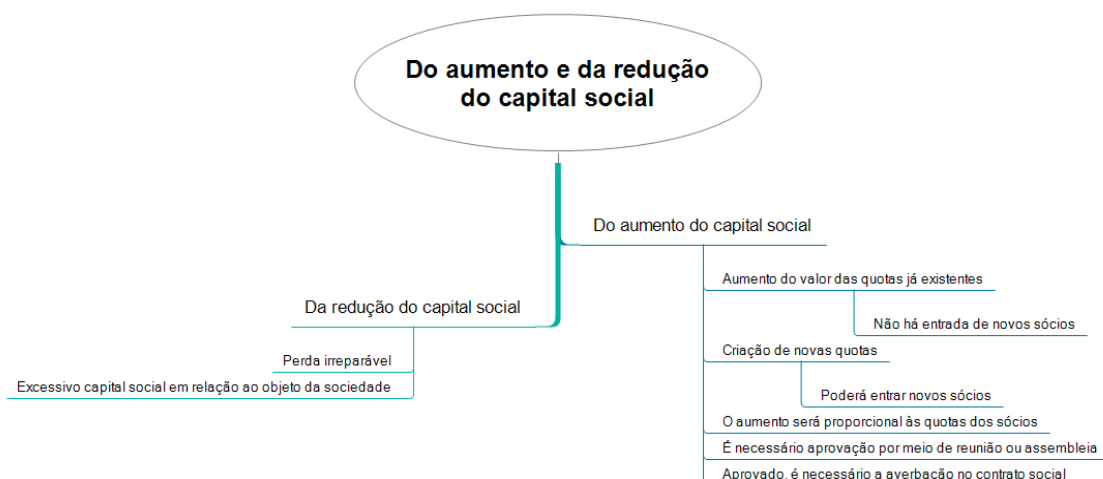 Do aumento e da redução
do capital social
Do aumento do capital social
Aumento do valor das quotas já existentes
Não há entrada de novos sócios
Criação de novas quotas
Poderá entrar novos sócios
O aumento será proporcional às quotas dos sócios
É necessário aprovação por meio de reunião ou assembleia
Aprovado, é necessário a averbação no contrato social
Da redução do capital social
Perda irreparável
Excessivo capital social em relação ao objeto da sociedade